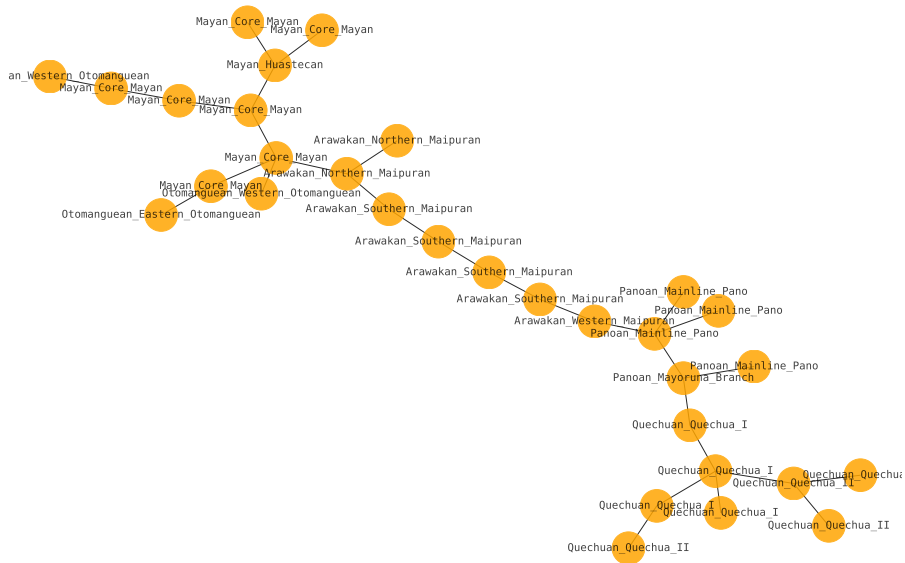 Mayan_Core_Mayan
Mayan_Core_Mayan
Mayan_Huastecan
an_Western_Otomanguean
Mayan_Core_Mayan
Mayan_Core_Mayan
Mayan_Core_Mayan
Arawakan_Northern_Maipuran
Mayan_Core_Mayan
Arawakan_Northern_Maipuran
Mayan_Core_Mayan
Otomanguean_Western_Otomanguean
Arawakan_Southern_Maipuran
Otomanguean_Eastern_Otomanguean
Arawakan_Southern_Maipuran
Arawakan_Southern_Maipuran
Panoan_Mainline_Pano
Arawakan_Southern_Maipuran
Panoan_Mainline_Pano
Arawakan_Western_Maipuran
Panoan_Mainline_Pano
Panoan_Mainline_Pano
Panoan_Mayoruna_Branch
Quechuan_Quechua_I
Quechuan_Quechua_I
Quechuan_Quechua
Quechuan_Quechua_II
Quechuan_Quechua_I
Quechuan_Quechua_I
Quechuan_Quechua_II
Quechuan_Quechua_II